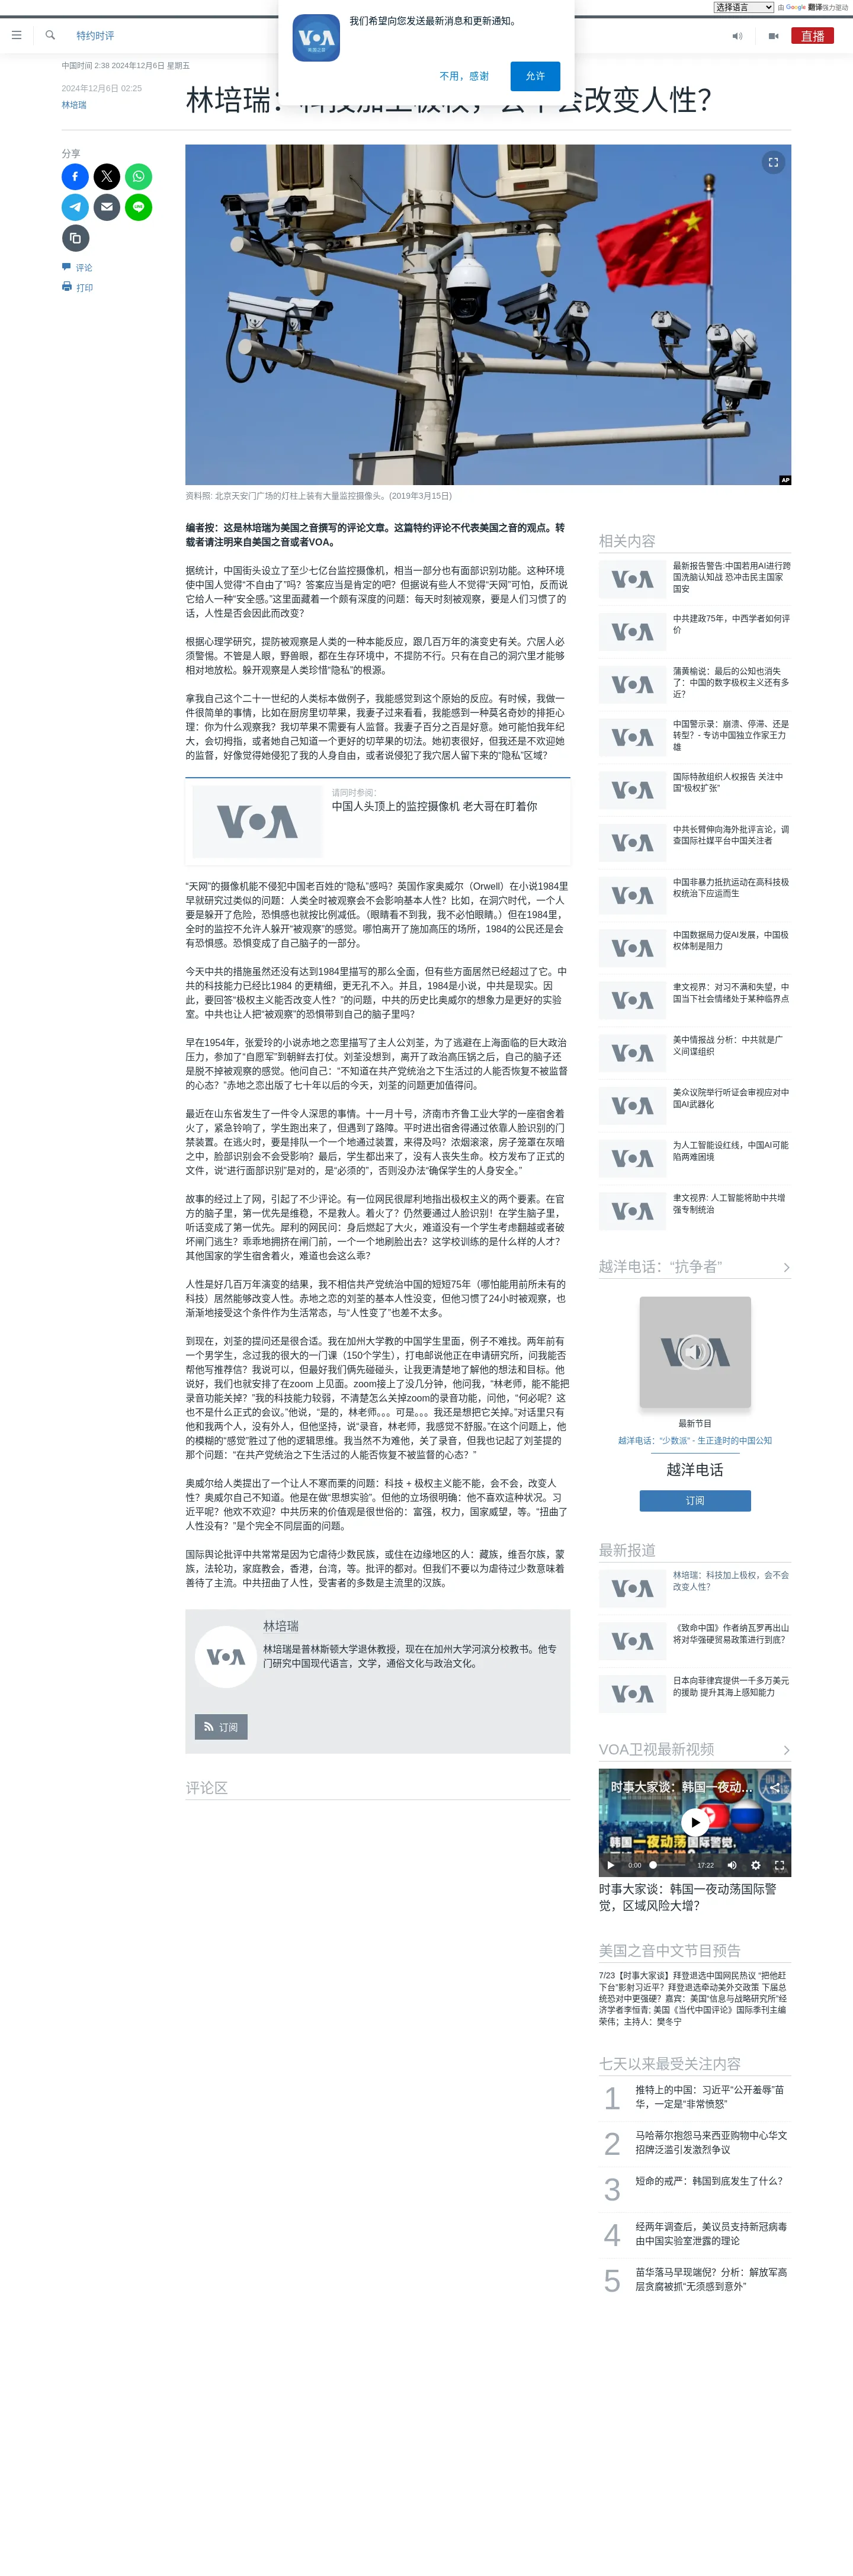 选择语言 由 Google 翻译强力驱动
我们希望向您发送最新消息和更新通知。
不用，感谢
允许
特约时评
直播
中国时间 2:38 2024年12月6日 星期五
2024年12月6日 02:25
林培瑞
林培瑞：科技加上极权，会不会改变人性？
分享
评论
打印
AP
资料照: 北京天安门广场的灯柱上装有大量监控摄像头。(2019年3月15日)
编者按：这是林培瑞为美国之音撰写的评论文章。这篇特约评论不代表美国之音的观点。转
载者请注明来自美国之音或者VOA。
据统计，中国街头设立了至少七亿台监控摄像机，相当一部分也有面部识别功能。这种环境
使中国人觉得“不自由了”吗？答案应当是肯定的吧？但据说有些人不觉得“天网”可怕，反而说
它给人一种“安全感。”这里面藏着一个颇有深度的问题：每天时刻被观察，要是人们习惯了的
话，人性是否会因此而改变？
根据心理学研究，提防被观察是人类的一种本能反应，跟几百万年的演变史有关。穴居人必
须警惕。不管是人眼，野兽眼，都在生存环境中，不提防不行。只有在自己的洞穴里才能够
相对地放松。躲开观察是人类珍惜“隐私”的根源。
拿我自己这个二十一世纪的人类标本做例子，我能感觉到这个原始的反应。有时候，我做一
件很简单的事情，比如在厨房里切苹果，我妻子过来看看，我能感到一种莫名奇妙的排拒心
理：你为什么观察我？我切苹果不需要有人监督。我妻子百分之百是好意。她可能怕我年纪
大，会切拇指，或者她自己知道一个更好的切苹果的切法。她初衷很好，但我还是不欢迎她
的监督，好像觉得她侵犯了我的人身自由，或者说侵犯了我穴居人留下来的“隐私”区域？
请同时参阅：
中国人头顶上的监控摄像机 老大哥在盯着你
“天网”的摄像机能不侵犯中国老百姓的“隐私”感吗？英国作家奥威尔（Orwell）在小说1984里
早就研究过类似的问题：人类全时被观察会不会影响基本人性？比如，在洞穴时代，一个人
要是躲开了危险，恐惧感也就按比例减低。（眼睛看不到我，我不必怕眼睛。）但在1984里，
全时的监控不允许人躲开“被观察”的感觉。哪怕离开了施加高压的场所，1984的公民还是会
有恐惧感。恐惧变成了自己脑子的一部分。
今天中共的措施虽然还没有达到1984里描写的那么全面，但有些方面居然已经超过了它。中
共的科技能力已经比1984 的更精细，更无孔不入。并且，1984是小说，中共是现实。因
此，要回答“极权主义能否改变人性？”的问题，中共的历史比奥威尔的想象力是更好的实验
室。中共也让人把“被观察”的恐惧带到自己的脑子里吗？
早在1954年，张爱玲的小说赤地之恋里描写了主人公刘荃，为了逃避在上海面临的巨大政治
压力，参加了“自愿军”到朝鲜去打仗。刘荃没想到，离开了政治高压锅之后，自己的脑子还
是脱不掉被观察的感觉。他问自己：“不知道在共产党统治之下生活过的人能否恢复不被监督
的心态？”赤地之恋出版了七十年以后的今天，刘荃的问题更加值得问。
最近在山东省发生了一件令人深思的事情。十一月十号，济南市齐鲁工业大学的一座宿舍着
火了，紧急铃响了，学生跑出来了，但遇到了路障。平时进出宿舍得通过依靠人脸识别的门
禁装置。在逃火时，要是排队一个一个地通过装置，来得及吗？浓烟滚滚，房子笼罩在灰暗
之中，脸部识别会不会受影响？最后，学生都出来了，没有人丧失生命。校方发布了正式的
文件，说“进行面部识别”是对的，是“必须的”，否则没办法“确保学生的人身安全。”
故事的经过上了网，引起了不少评论。有一位网民很犀利地指出极权主义的两个要素。在官
方的脑子里，第一优先是维稳，不是救人。着火了？仍然要通过人脸识别！在学生脑子里，
听话变成了第一优先。犀利的网民问：身后燃起了大火，难道没有一个学生考虑翻越或者破
坏闸门逃生？乖乖地拥挤在闸门前，一个一个地刷脸出去？这学校训练的是什么样的人才？
其他国家的学生宿舍着火，难道也会这么乖？
人性是好几百万年演变的结果，我不相信共产党统治中国的短短75年（哪怕能用前所未有的
科技）居然能够改变人性。赤地之恋的刘荃的基本人性没变，但他习惯了24小时被观察，也
渐渐地接受这个条件作为生活常态，与“人性变了”也差不太多。
到现在，刘荃的提问还是很合适。我在加州大学教的中国学生里面，例子不难找。两年前有
一个男学生，念过我的很大的一门课（150个学生），打电邮说他正在申请研究所，问我能否
帮他写推荐信？我说可以，但最好我们俩先碰碰头，让我更清楚地了解他的想法和目标。他
说好，我们也就安排了在zoom 上见面。zoom接上了没几分钟，他问我，“林老师，能不能把
录音功能关掉？”我的科技能力较弱，不清楚怎么关掉zoom的录音功能，问他，“何必呢？这
也不是什么正式的会议。”他说，“是的，林老师。。。可是。。。我还是想把它关掉。”对话里只有
他和我两个人，没有外人，但他坚持，说“录音，林老师，我感觉不舒服。”在这个问题上，他
的模糊的“感觉”胜过了他的逻辑思维。我当然不为难他，关了录音，但我也记起了刘荃提的
那个问题：“在共产党统治之下生活过的人能否恢复不被监督的心态？”
奥威尔给人类提出了一个让人不寒而栗的问题：科技 + 极权主义能不能，会不会，改变人
性？奥威尔自己不知道。他是在做“思想实验”。但他的立场很明确：他不喜欢這种状况。习
近平呢？他欢不欢迎？中共历来的价值观是很世俗的：富强，权力，国家威望，等。“扭曲了
人性没有？”是个完全不同层面的问题。
国际舆论批评中共常常是因为它虐待少数民族，或住在边缘地区的人：藏族，维吾尔族，蒙
族，法轮功，家庭教会，香港，台湾，等。批评的都对。但我们不要以为虐待过少数意味着
善待了主流。中共扭曲了人性，受害者的多数是主流里的汉族。
林培瑞
林培瑞是普林斯顿大学退休教授，现在在加州大学河滨分校教书。他专
门研究中国现代语言，文学，通俗文化与政治文化。
订阅
评论区
相关内容
最新报告警告:中国若用AI进行跨
国洗脑认知战 恐冲击民主国家
国安
中共建政75年，中西学者如何评
价
蒲黄榆说：最后的公知也消失
了：中国的数字极权主义还有多
近？
中国警示录：崩溃、停滞、还是
转型？- 专访中国独立作家王力
雄
国际特赦组织人权报告 关注中
国“极权扩张”
中共长臂伸向海外批评言论，调
查国际社媒平台中国关注者
中国非暴力抵抗运动在高科技极
权统治下应运而生
中国数据局力促AI发展，中国极
权体制是阻力
聿文视界：对习不满和失望，中
国当下社会情绪处于某种临界点
美中情报战 分析：中共就是广
义间谍组织
美众议院举行听证会审视应对中
国AI武器化
为人工智能设红线，中国AI可能
陷两难困境
聿文视界: 人工智能将助中共增
强专制统治
越洋电话：“抗争者”
最新节目
越洋电话：“少数派” - 生正逢时的中国公知
越洋电话
订阅
最新报道
林培瑞：科技加上极权，会不会
改变人性？
《致命中国》作者纳瓦罗再出山
将对华强硬贸易政策进行到底?
日本向菲律宾提供一千多万美元
的援助 提升其海上感知能力
VOA卫视最新视频
时事大家谈：韩国一夜动...
0:00
17:22
时事大家谈：韩国一夜动荡国际警
觉，区域风险大增？
美国之音中文节目预告
7/23【时事大家谈】拜登退选中国网民热议 “把他赶
下台”影射习近平？拜登退选牵动美外交政策 下届总
统恐对中更强硬？嘉宾：美国“信息与战略研究所”经
济学者李恒青; 美国《当代中国评论》国际季刊主编
荣伟；主持人：樊冬宁
七天以来最受关注内容
1
推特上的中国：习近平“公开羞辱”苗
华，一定是“非常愤怒”
2
马哈蒂尔抱怨马来西亚购物中心华文
招牌泛滥引发激烈争议
3
短命的戒严：韩国到底发生了什么？
4
经两年调查后，美议员支持新冠病毒
由中国实验室泄露的理论
5
苗华落马早现端倪？分析：解放军高
层贪腐被抓“无须感到意外”